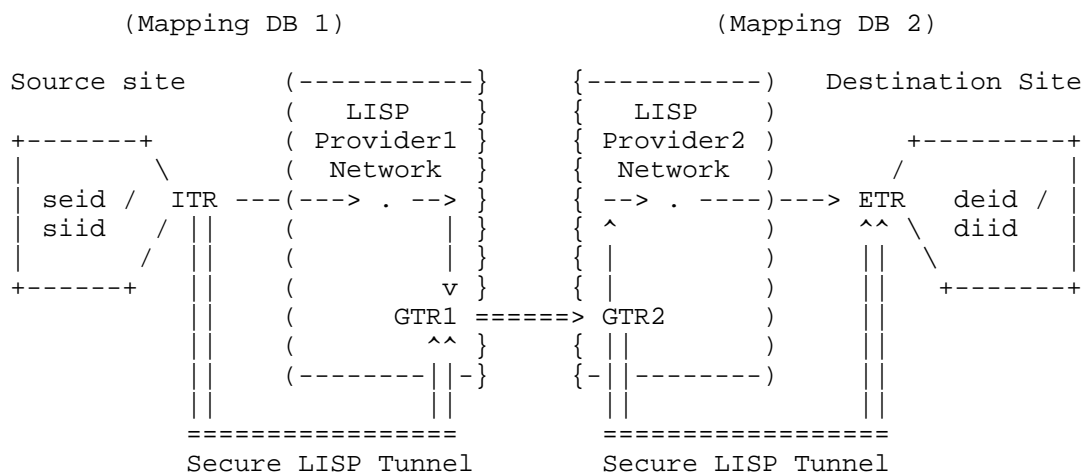 (Mapping DB 1) (Mapping DB 2)
Source site Destination Site
LISP LISP
Provider1 Provider2
Network Network
seid / ITR ETR deid /
siid diid
GTR1 GTR2
Secure LISP Tunnel Secure LISP Tunnel